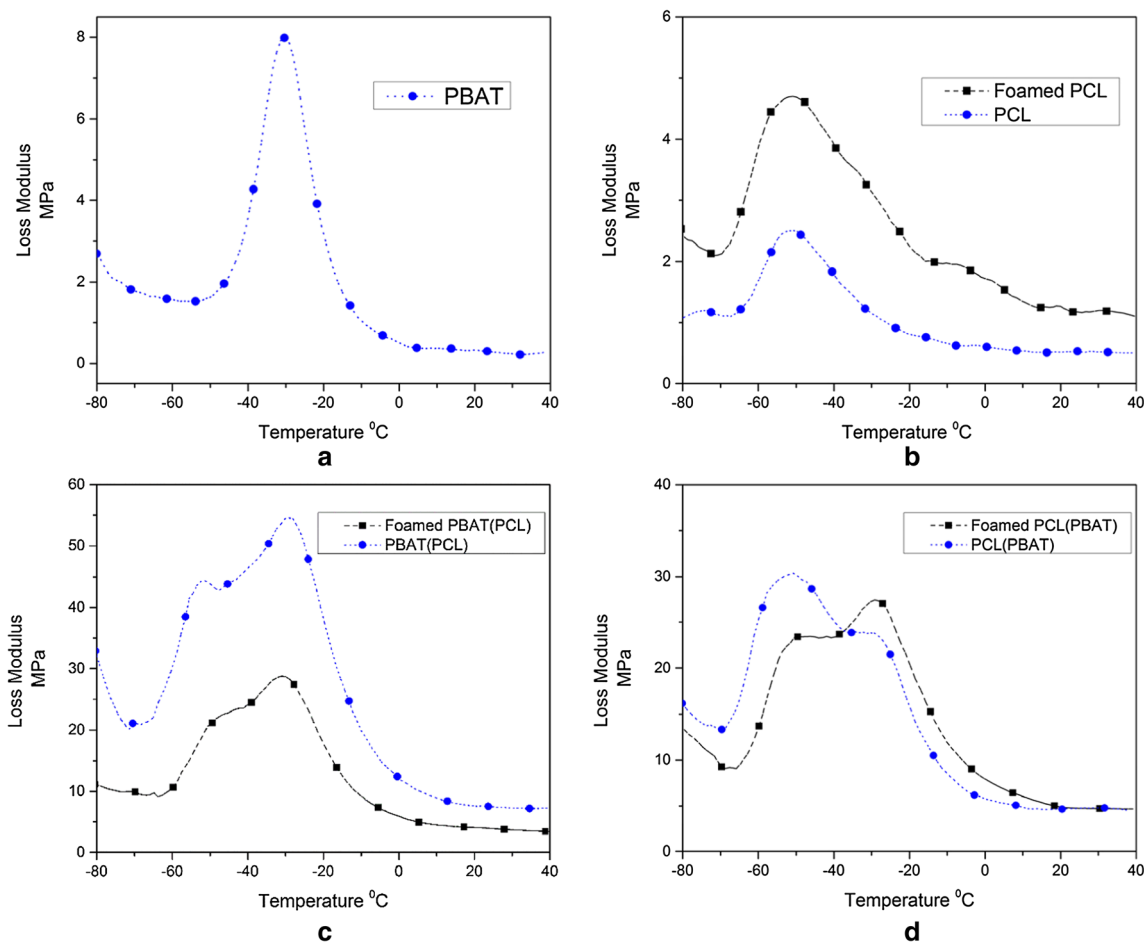 8
6
4
2
0
Loss Modulus
MPa
PBAT
-80 -60 -40 -20 0 20 40
Temperature ⁰C
a
6
4
2
0
Loss Modulus
MPa
Foamed PCL
PCL
-80 -60 -40 -20 0 20 40
Temperature ⁰C
b
60
50
40
30
20
10
0
Loss Modulus
MPa
Foamed PBAT(PCL)
PBAT(PCL)
-80 -60 -40 -20 0 20 40
Temperature ⁰C
c
40
30
20
10
0
Loss Modulus
MPa
Foamed PCL(PBAT)
PCL(PBAT)
-80 -60 -40 -20 0 20 40
Temperature ⁰C
d